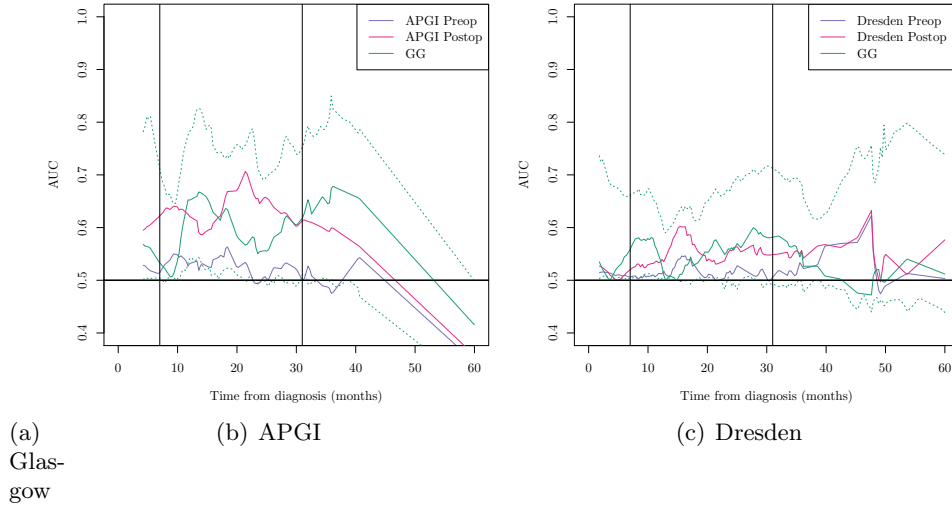 APGI Preop
APGI Postop
GG
AUC
1.0
0.9
0.8
0.7
0.6
0.5
0.4
0 10 20 30 40 50 60
Time from diagnosis (months)
Dresden Preop
Dresden Postop
GG
AUC
1.0
0.9
0.8
0.7
0.6
0.5
0.4
0 10 20 30 40 50 60
Time from diagnosis (months)
(a)
Glas-
gow
(b) APGI
(c) Dresden